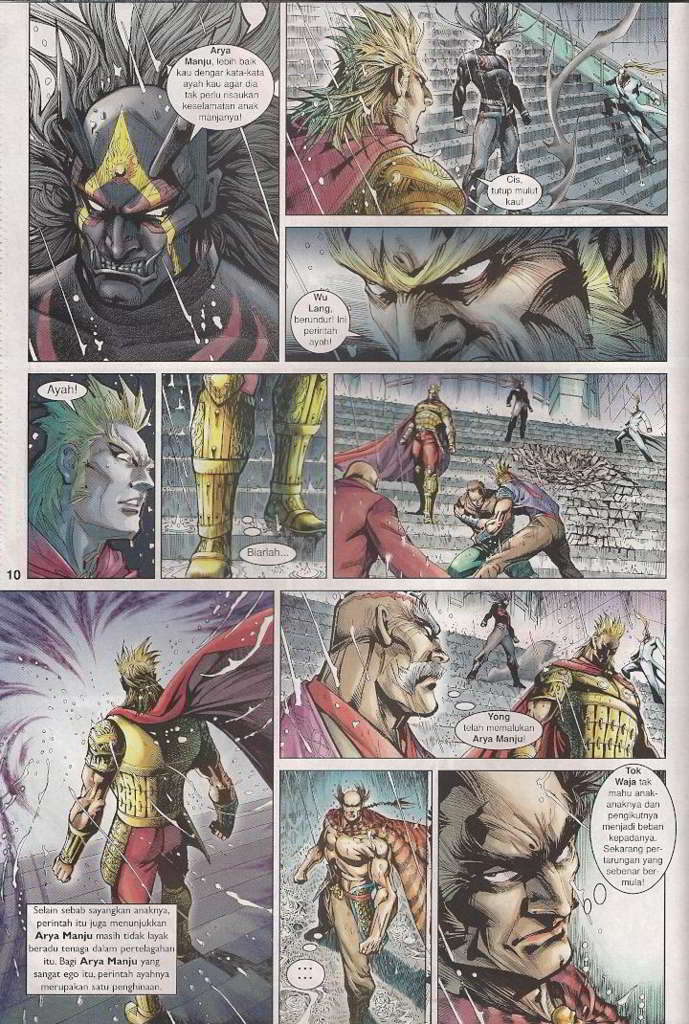 Arya
Manju, lebih baik
kau dengar kata-kata
ayah kau agar dia
tak perlu risaukan
keselamatan anak
manjanya!
Cis,
tutup mulut
kau!
Wu
Lang,
berundur! Ini
perintah
ayah!
Ayah!
Biarlah...
10
Yong
telah memalukan
Arya Manju!
Selain sebab sayangkan anaknya,
perintah itu juga menunjukkan
Arya Manju masih tidak layak
beradu tenaga dalam pertelagahan
itu. Bagi Arya Manju yang
sangat ego itu, perintah ayahnya
merupakan satu penghinaan.
...
...
Tok
Waja tak
mahu anak-
anaknya dan
pengikutnya
menjadi beban
kepadanya.
Sekarang per-
tarungan yang
sebenar ber-
mula!